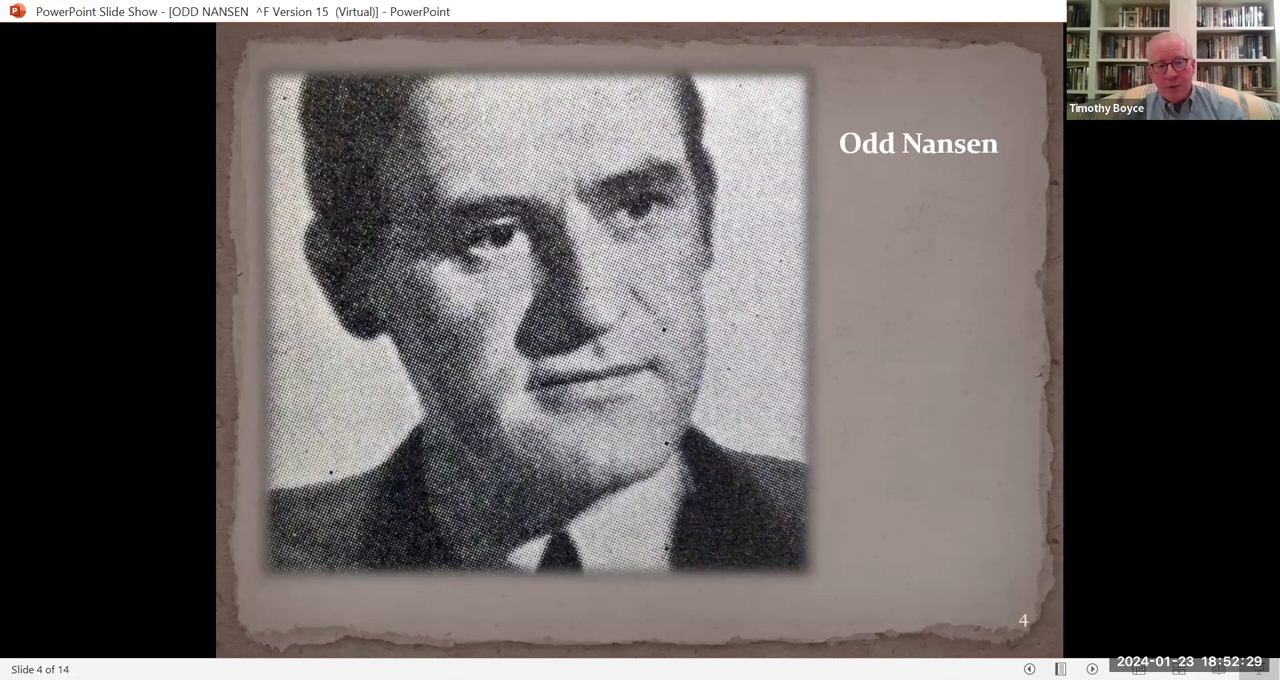 PowerPoint Slide Show - [ODD NANSEN ^F Version 15 (Virtual)] - PowerPoint
Timothy Boyce
Odd Nansen
4
Slide 4 of 14
2024-01-23 18:52:29